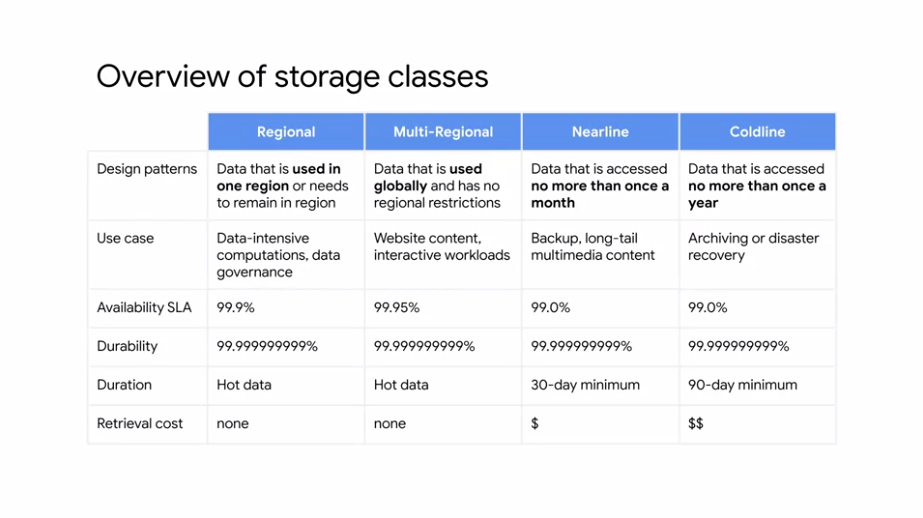 Overview of storage classes
Regional Multi-Regional Nearline Coldline
Design patterns
Data that is used in
one region or needs
to remain in region
Data that is used
globally and has no
regional restrictions
Data that is accessed
no more than once a
month
Data that is accessed
no more than once a
year
Use case
Data-intensive
computations, data
governance
Website content,
interactive workloads
Backup, long-tail
multimedia content
Archiving or disaster
recovery
Availability SLA 99.9% 99.95% 99.0% 99.0%
Durability 99.999999999% 99.999999999% 99.999999999% 99.999999999%
Duration Hot data Hot data 30-day minimum 90-day minimum
Retrieval cost none none $ $$